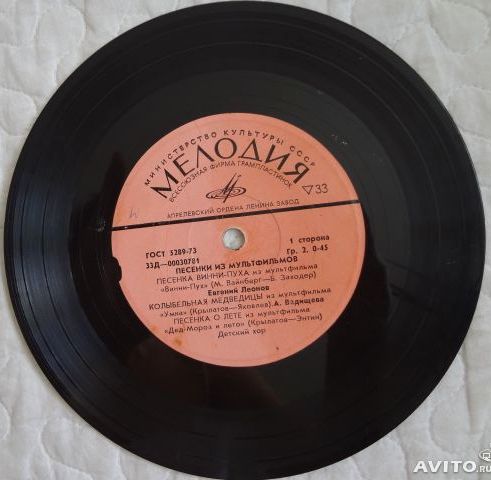 МИНИСТЕРСТВО КУЛЬТУРЫ СССР
МЕЛОДИЯ
ВСЕСОЮЗНАЯ ФИРМА ГРАМПЛАСТИНОК
▽33
АПРЕЛЕВСКИЙ ОРДЕНА ЛЕНИНА ЗАВОД
ГОСТ 5289-73 1 сторона
33Д—00030781 Гр. 2. 0-45
ПЕСЕНКИ ИЗ МУЛЬТФИЛЬМОВ
ПЕСЕНКА ВИННИ-ПУХА из мультфильма
«Винни-Пух» (М. Вайнберг—Б. Заходер)
Евгений Леонов
КОЛЫБЕЛЬНАЯ МЕДВЕДИЦЫ из мультфильма
«Умка» (Крылатов—Яковлев) А. Ведищева
ПЕСЕНКА О ЛЕТЕ из мультфильма
«Дед-Мороз и лето» (Крылатов—Энтин)
Детский хор
AVITO.ru